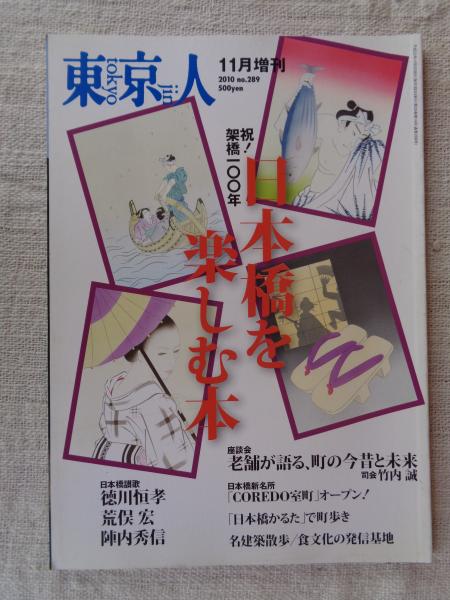 東京人
tokyo jin
11月増刊
2010 no.289
500yen
祝！
架橋一〇〇年
日本橋を
楽しむ本
座談会
老舗が語る、町の今昔と未来
司会 竹内 誠
日本橋讃歌
徳川恒孝
荒俣 宏
陣内秀信
日本橋新名所
「COREDO室町」オープン！
「日本橋かるた」で町歩き
名建築散歩／食文化の発信基地